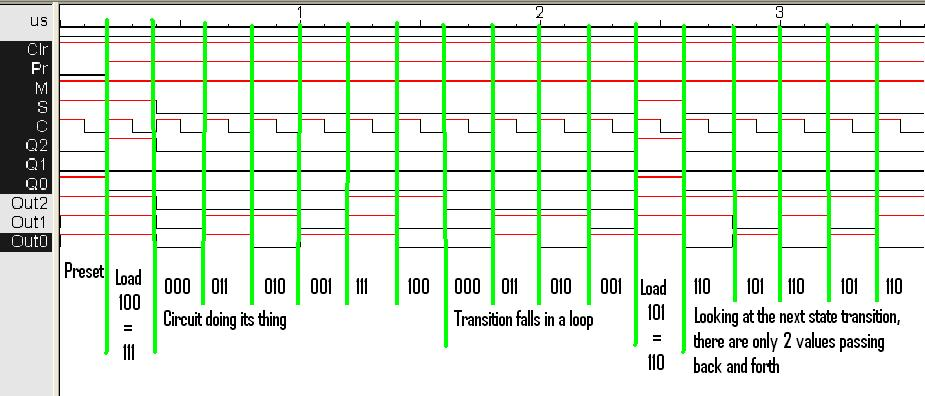 us 1 2 3
Clr
Pr
M
S
C
Q2
Q1
Q0
Out2
Out1
Out0
Preset
Load
100
=
111
000 011 010 001 111 100 000 011 010 001
Circuit doing its thing
Transition falls in a loop
Load
101
=
110
110 101 110 101 110
Looking at the next state transition,
there are only 2 values passing
back and forth